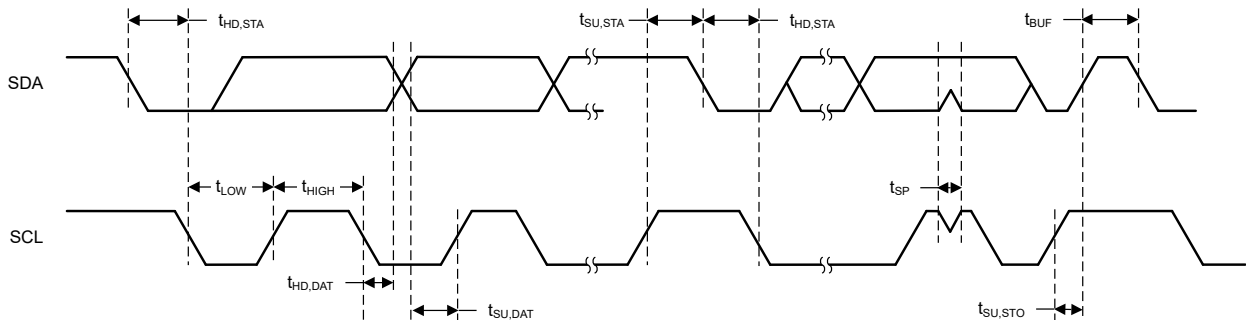 tHD,STA
tSU,STA
tHD,STA
tBUF
SDA
tLOW
tHIGH
tSP
SCL
tHD,DAT
tSU,DAT
tSU,STO